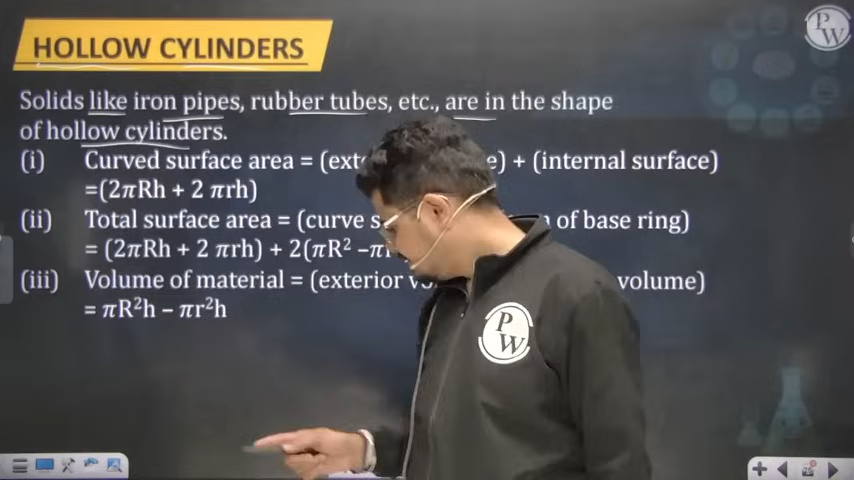 HOLLOW CYLINDERS
PW
Solids like iron pipes, rubber tubes, etc., are in the shape
of hollow cylinders.
(i) Curved surface area = + (internal surface)
=(2πRh + 2 πrh)
(ii) Total surface area = (curve of base ring)
= (2πRh + 2 πrh) + 2(πR² –
(iii) Volume of material = (exterior volume)
= πR²h – πr²h
PW